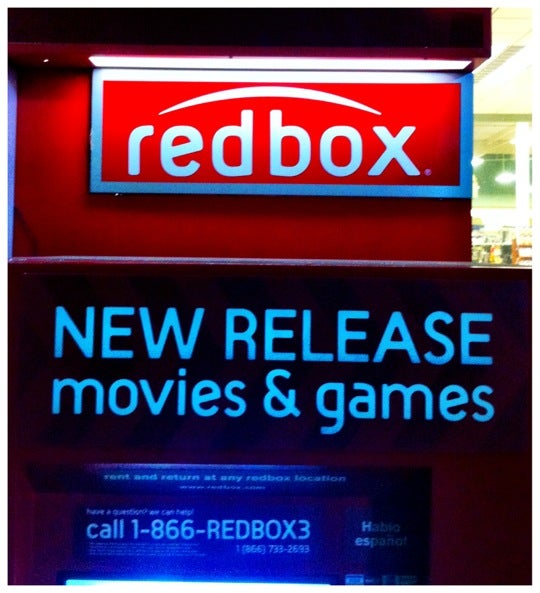 redbox
NEW RELEASE
movies & games
rent and return at any redbox location
www.redbox.com
have a question? we can help!
call 1-866-REDBOX3
1 (866) 733-2693
Hablo
español